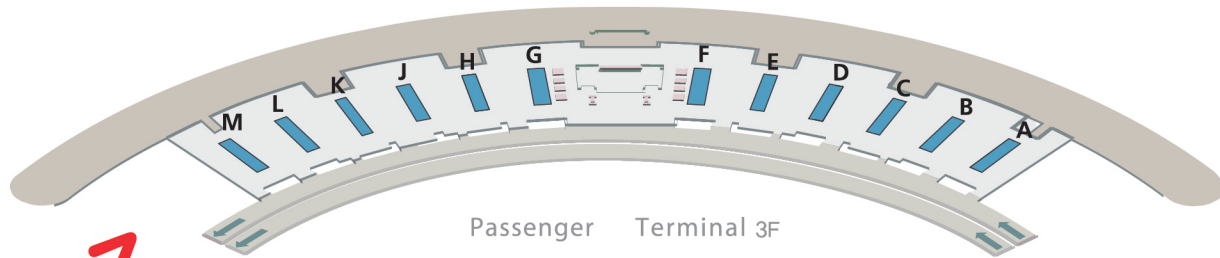 G F
H E
J D
K C
L B
M A
Passenger Terminal 3F